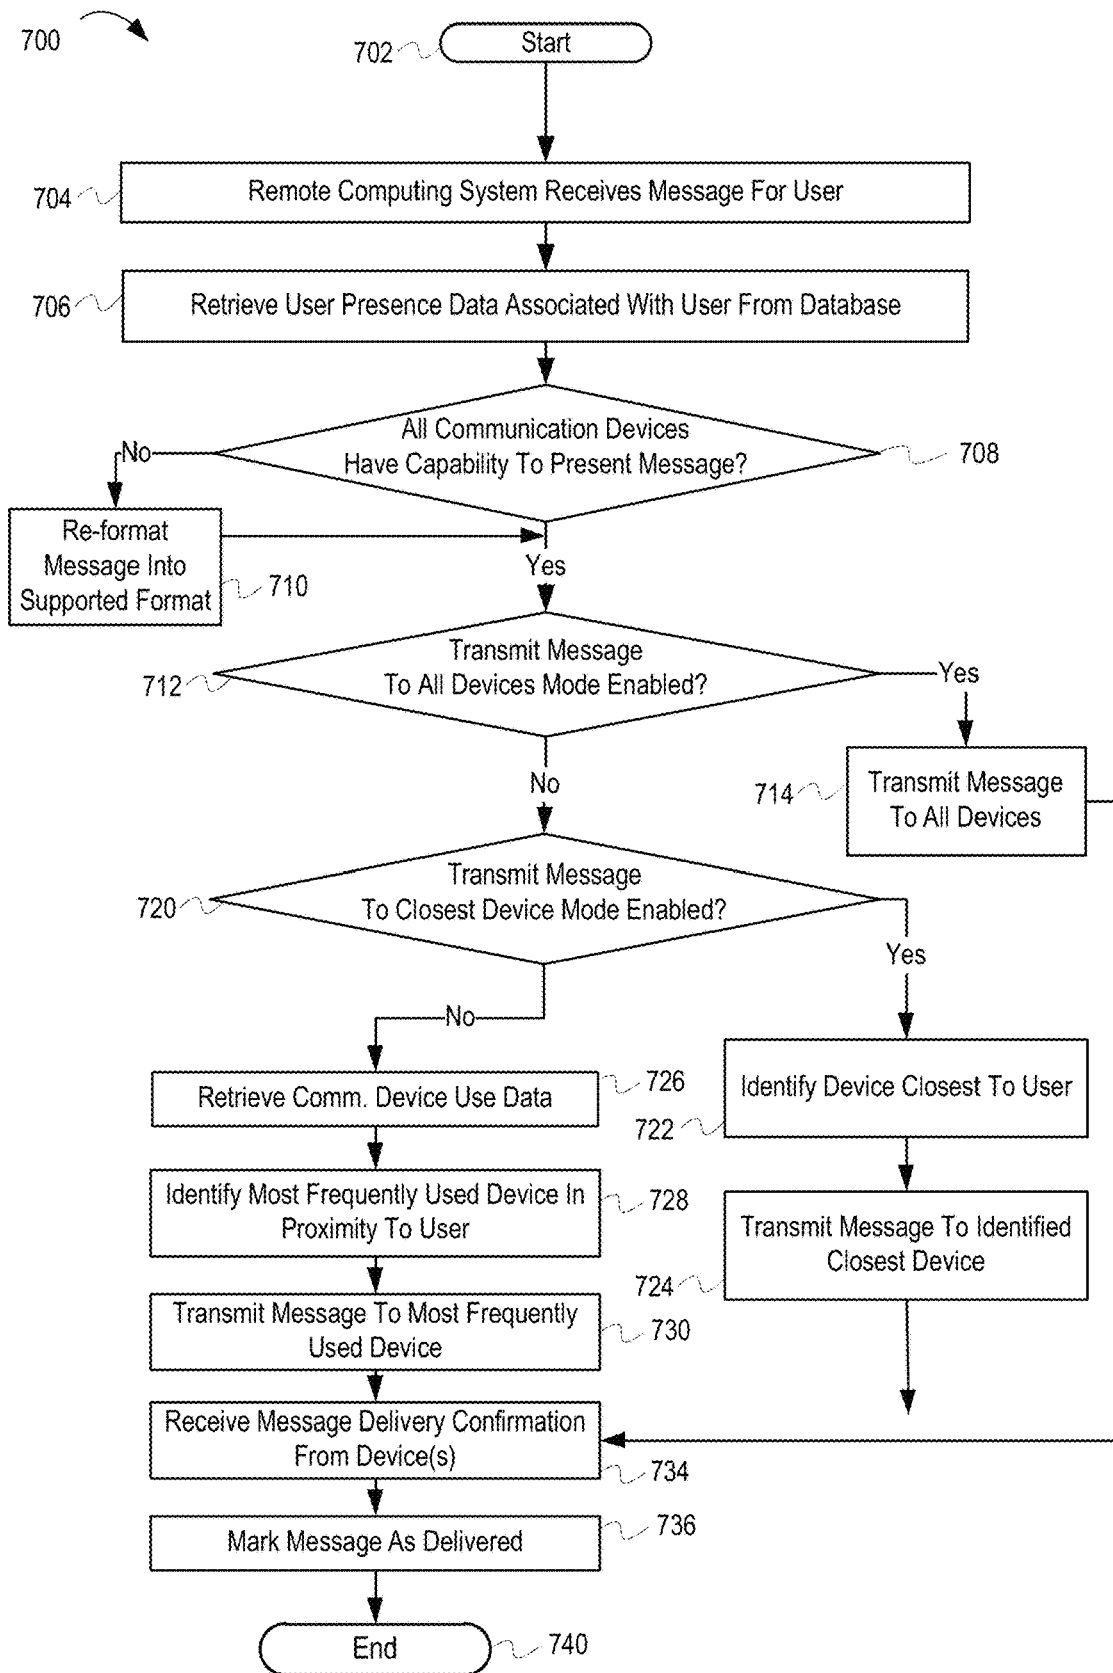 700
702
Start
704
Remote Computing System Receives Message For User
706
Retrieve User Presence Data Associated With User From Database
All Communication Devices
Have Capability To Present Message?
708
No
Re-format
Message Into
Supported Format
710
Yes
Transmit Message
To All Devices Mode Enabled?
712
Yes
No
714
Transmit Message
To All Devices
Transmit Message
To Closest Device Mode Enabled?
720
Yes
No
Retrieve Comm. Device Use Data
726
Identify Device Closest To User
722
Identify Most Frequently Used Device In
Proximity To User
728
Transmit Message To Identified
Closest Device
724
Transmit Message To Most Frequently
Used Device
730
Receive Message Delivery Confirmation
From Device(s)
734
Mark Message As Delivered
736
End
740